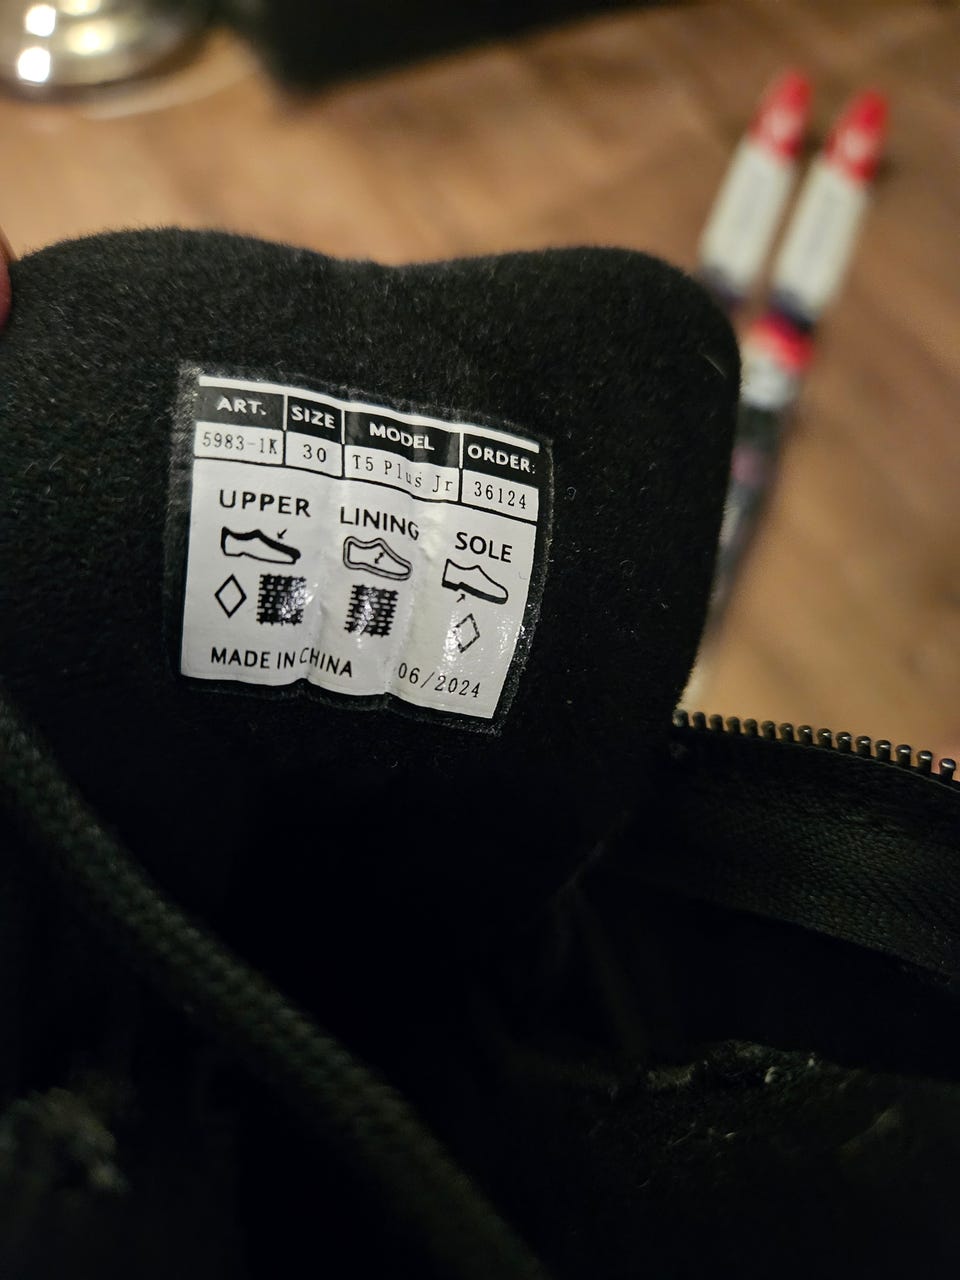 ART. SIZE MODEL ORDER:
5983-1K 30 T5 Plus Jr 36124
UPPER LINING SOLE
MADE IN CHINA 06/2024